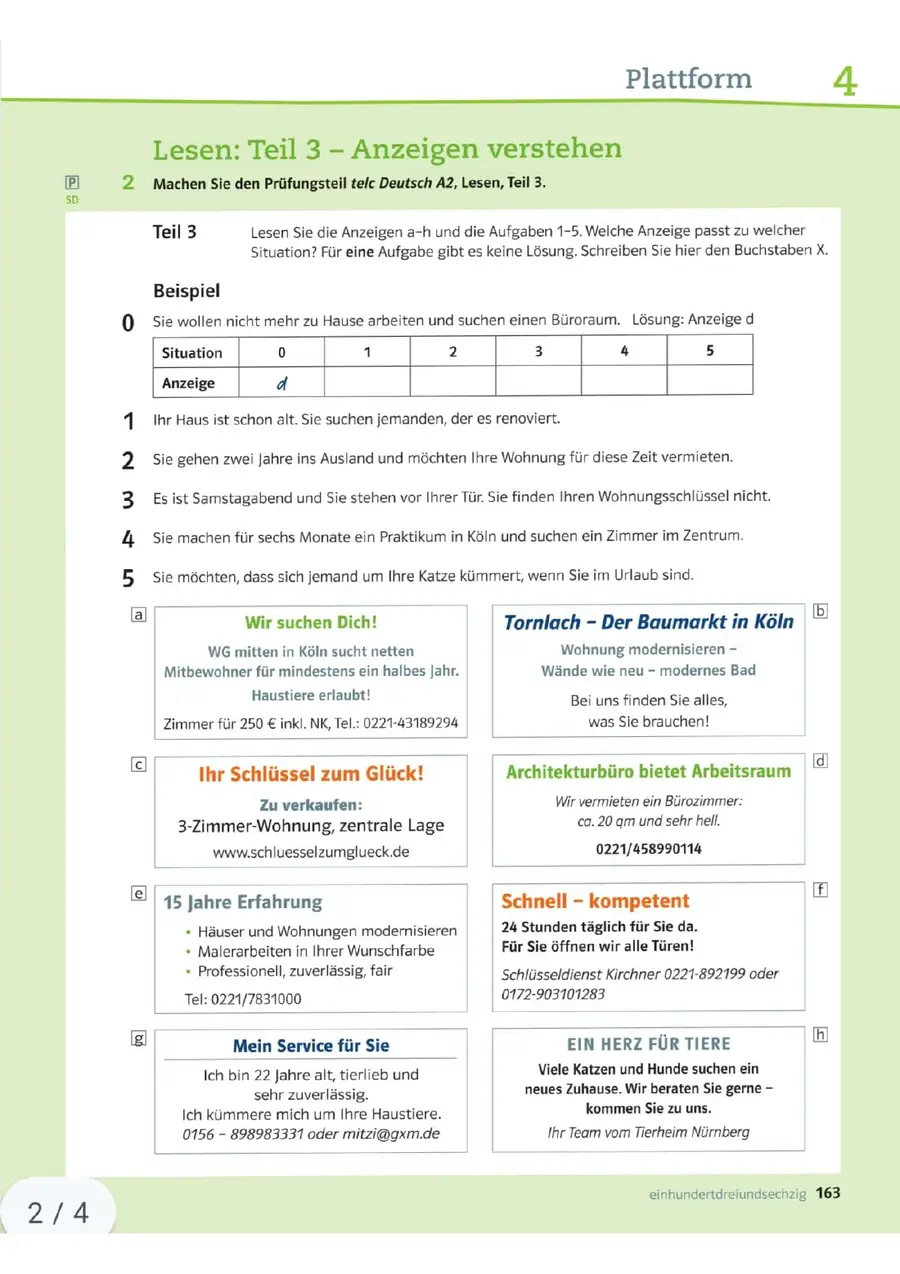 Plattform 4
Lesen: Teil 3 – Anzeigen verstehen
P
SD
2 Machen Sie den Prüfungsteil telc Deutsch A2, Lesen, Teil 3.
Teil 3 Lesen Sie die Anzeigen a–h und die Aufgaben 1–5. Welche Anzeige passt zu welcher
Situation? Für eine Aufgabe gibt es keine Lösung. Schreiben Sie hier den Buchstaben X.
Beispiel
0 Sie wollen nicht mehr zu Hause arbeiten und suchen einen Büroraum. Lösung: Anzeige d
Situation 0 1 2 3 4 5
Anzeige d
1 Ihr Haus ist schon alt. Sie suchen jemanden, der es renoviert.
2 Sie gehen zwei Jahre ins Ausland und möchten Ihre Wohnung für diese Zeit vermieten.
3 Es ist Samstagabend und Sie stehen vor Ihrer Tür. Sie finden Ihren Wohnungsschlüssel nicht.
4 Sie machen für sechs Monate ein Praktikum in Köln und suchen ein Zimmer im Zentrum.
5 Sie möchten, dass sich jemand um Ihre Katze kümmert, wenn Sie im Urlaub sind.
a
Wir suchen Dich!
WG mitten in Köln sucht netten
Mitbewohner für mindestens ein halbes Jahr.
Haustiere erlaubt!
Zimmer für 250 € inkl. NK, Tel.: 0221-43189294
b
Tornlach – Der Baumarkt in Köln
Wohnung modernisieren –
Wände wie neu – modernes Bad
Bei uns finden Sie alles,
was Sie brauchen!
c
Ihr Schlüssel zum Glück!
Zu verkaufen:
3-Zimmer-Wohnung, zentrale Lage
www.schluesselzumglueck.de
d
Architekturbüro bietet Arbeitsraum
Wir vermieten ein Bürozimmer:
ca. 20 qm und sehr hell.
0221/458990114
e
15 Jahre Erfahrung
• Häuser und Wohnungen modernisieren
• Malerarbeiten in Ihrer Wunschfarbe
• Professionell, zuverlässig, fair
Tel: 0221/7831000
f
Schnell – kompetent
24 Stunden täglich für Sie da.
Für Sie öffnen wir alle Türen!
Schlüsseldienst Kirchner 0221-892199 oder
0172-903101283
g
Mein Service für Sie
Ich bin 22 Jahre alt, tierlieb und
sehr zuverlässig.
Ich kümmere mich um Ihre Haustiere.
0156 – 898983331 oder mitzi@gxm.de
h
EIN HERZ FÜR TIERE
Viele Katzen und Hunde suchen ein
neues Zuhause. Wir beraten Sie gerne –
kommen Sie zu uns.
Ihr Team vom Tierheim Nürnberg
einhundertdreiundsechzig 163
2 / 4